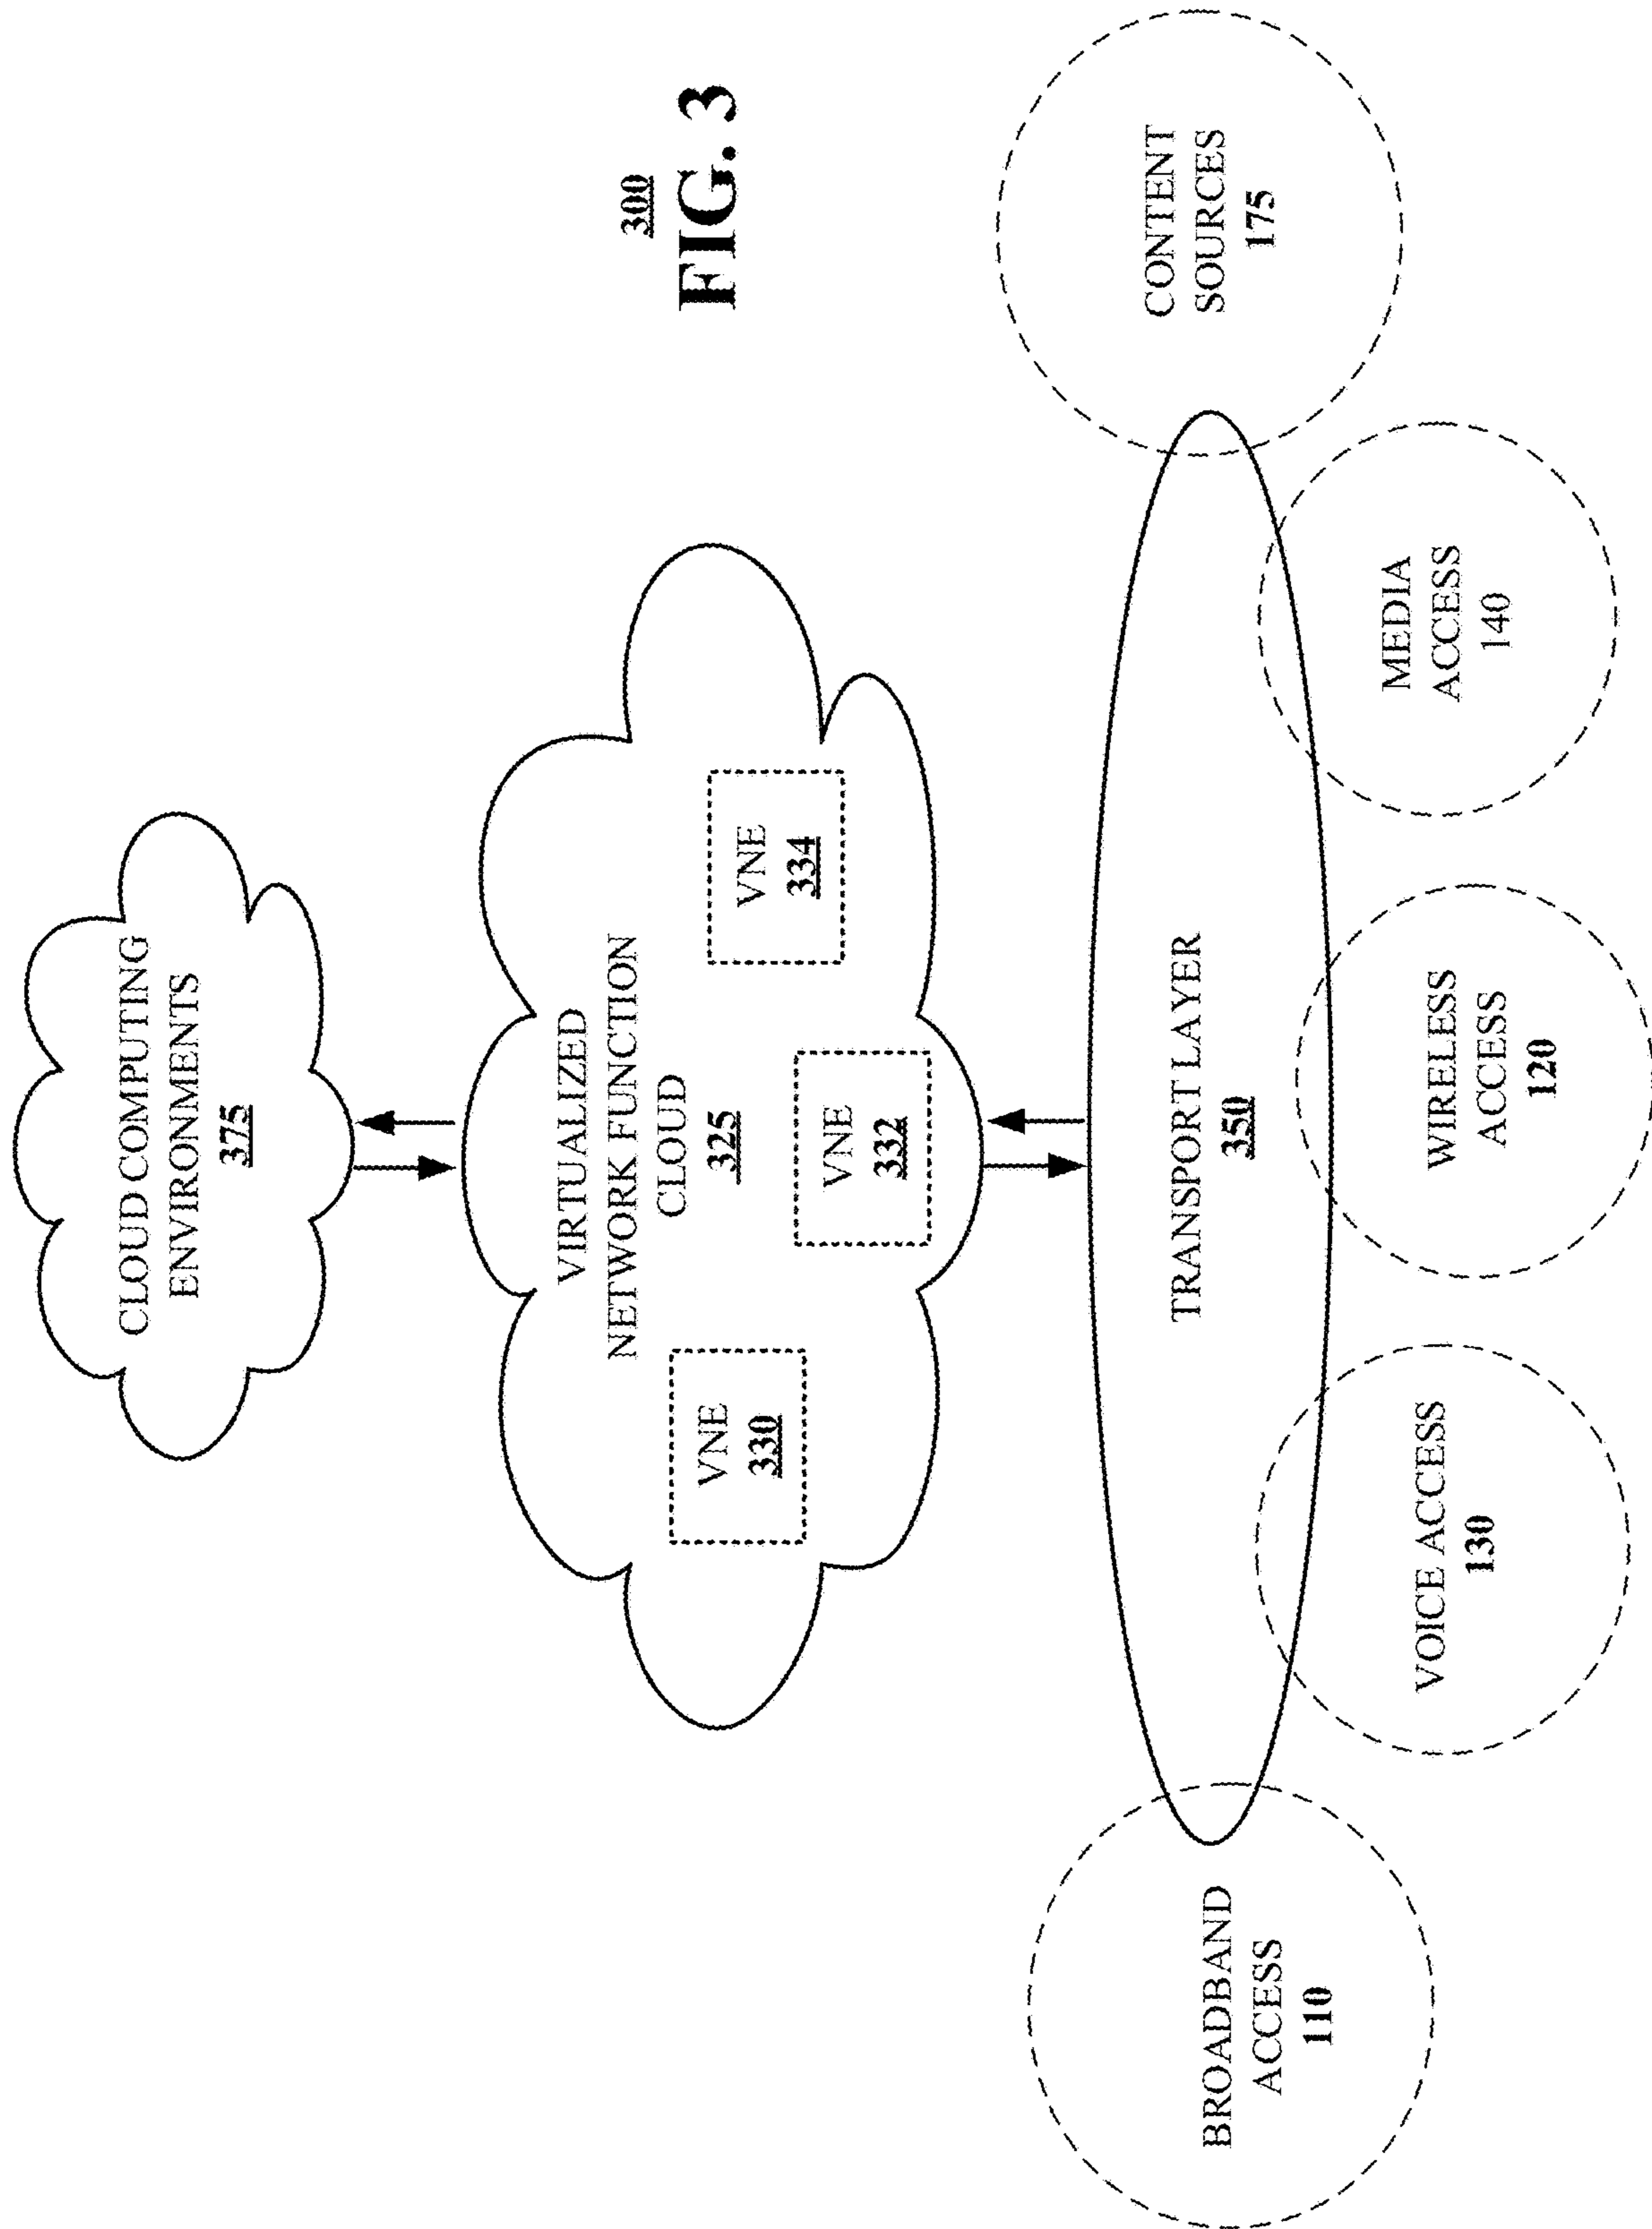 CLOUD COMPUTING
ENVIRONMENTS
375
VIRTUALIZED
NETWORK FUNCTION
CLOUD
325
VNE
330
VNE
332
VNE
334
300
FIG. 3
TRANSPORT LAYER
350
BROADBAND
ACCESS
110
VOICE ACCESS
130
WIRELESS
ACCESS
120
MEDIA
ACCESS
140
CONTENT
SOURCES
175